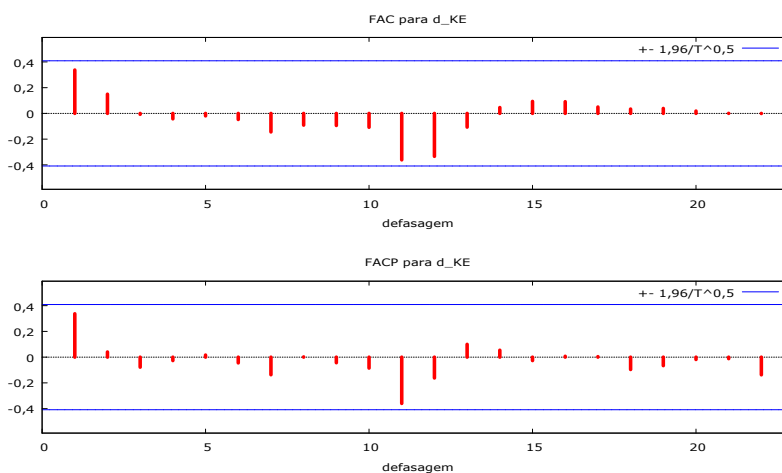 FAC para d_KE
+- 1,96/T^0,5
0,4
0,2
0
-0,2
-0,4
0 5 10 15 20
defasagem
FACP para d_KE
+- 1,96/T^0,5
0,4
0,2
0
-0,2
-0,4
0 5 10 15 20
defasagem